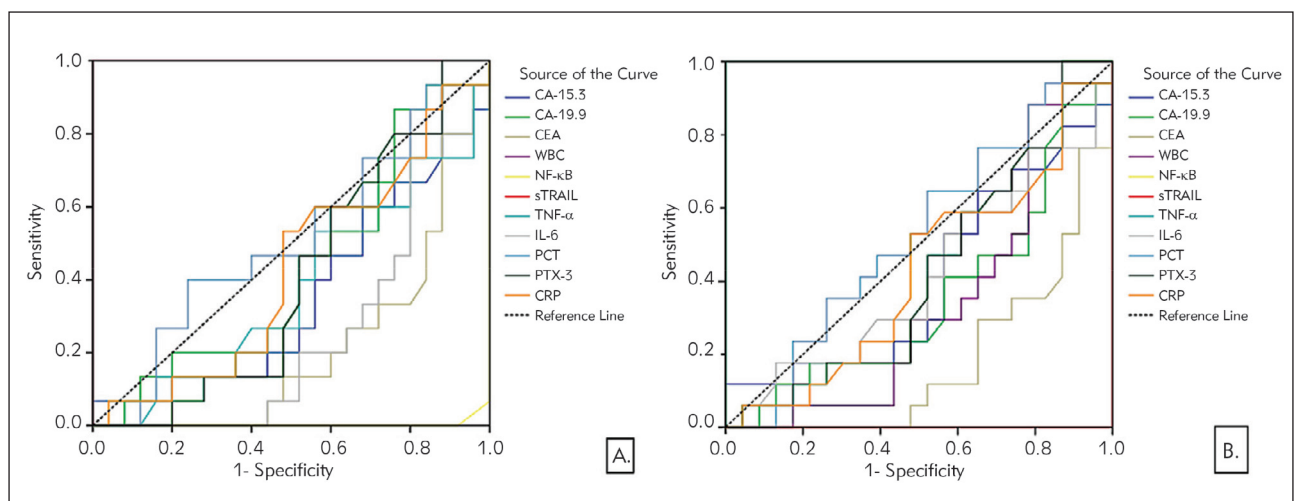 Source of the Curve
CA-15.3
CA-19.9
CEA
WBC
NF-κB
sTRAIL
TNF-α
IL-6
PCT
PTX-3
CRP
Reference Line
Sensitivity
1.0
0.8
0.6
0.4
0.2
0.0
0.0 0.2 0.4 0.6 0.8 1.0
1- Specificity
A.
Source of the Curve
CA-15.3
CA-19.9
CEA
WBC
NF-κB
sTRAIL
TNF-α
IL-6
PCT
PTX-3
CRP
Reference Line
Sensitivity
1.0
0.8
0.6
0.4
0.2
0.0
0.0 0.2 0.4 0.6 0.8 1.0
1- Specificity
B.